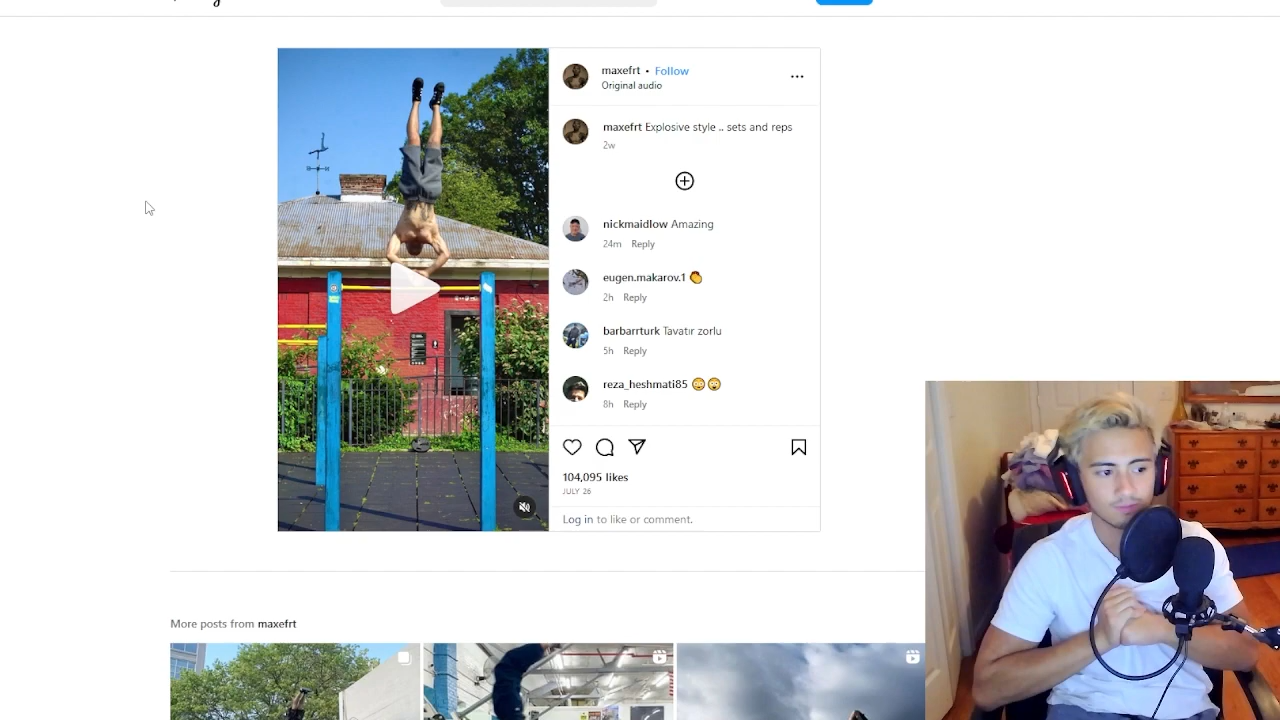 maxefrt • Follow
Original audio
maxefrt Explosive style .. sets and reps
2w
nickmaidlow Amazing
24m Reply
eugen.makarov.1 👏
2h Reply
barbarrturk Tavatır zorlu
5h Reply
reza_heshmati85 😳😳
8h Reply
104,095 likes
JULY 26
Log in to like or comment.
More posts from maxefrt